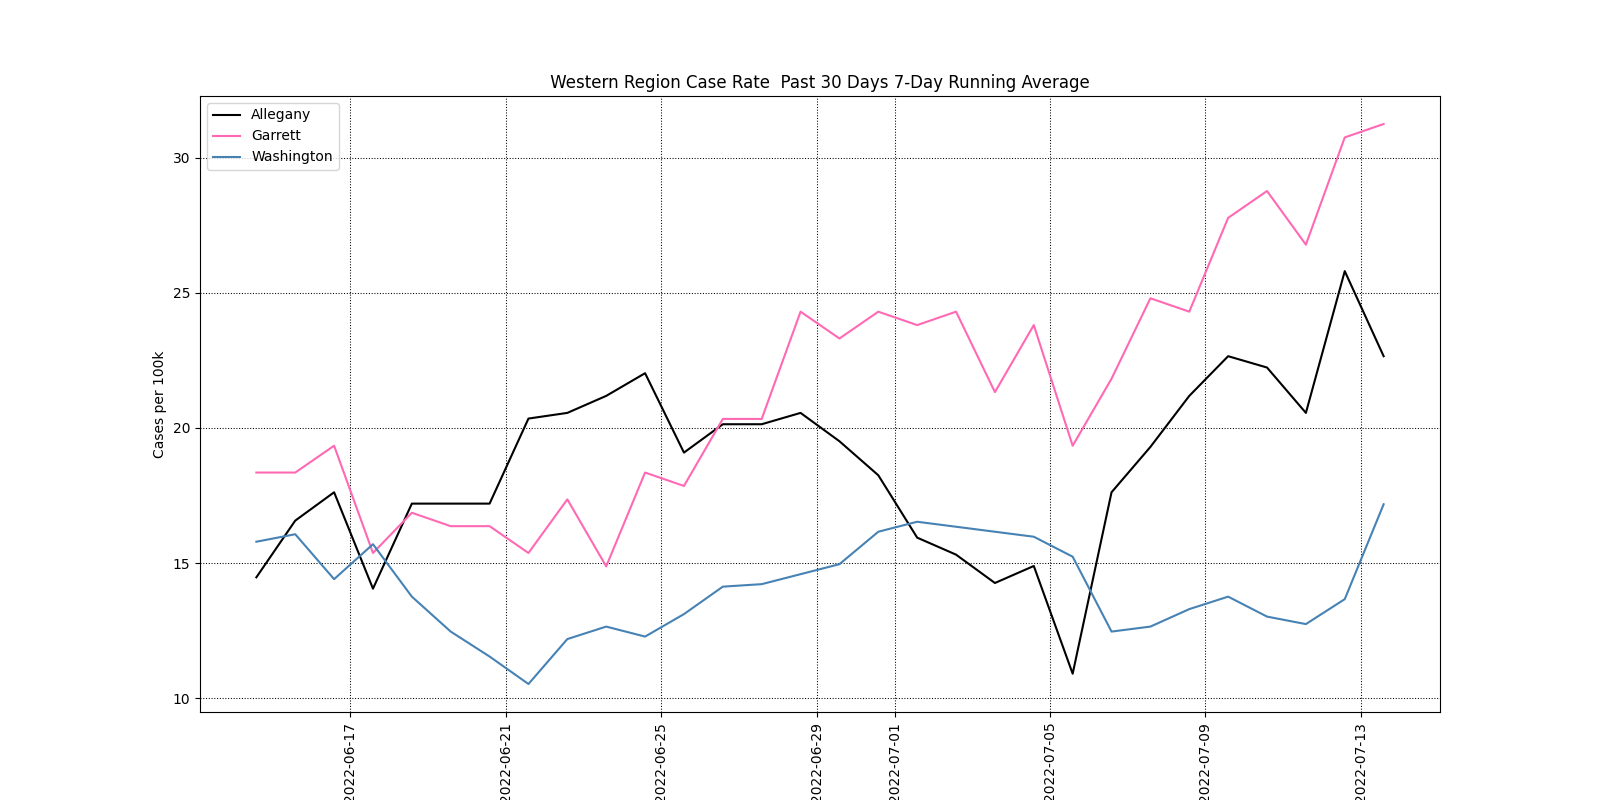 Western Region Case Rate  Past 30 Days 7-Day Running Average
Allegany
Garrett
Washington
Cases per 100k
30
25
20
15
10
2022-06-17
2022-06-21
2022-06-25
2022-06-29
2022-07-01
2022-07-05
2022-07-09
2022-07-13